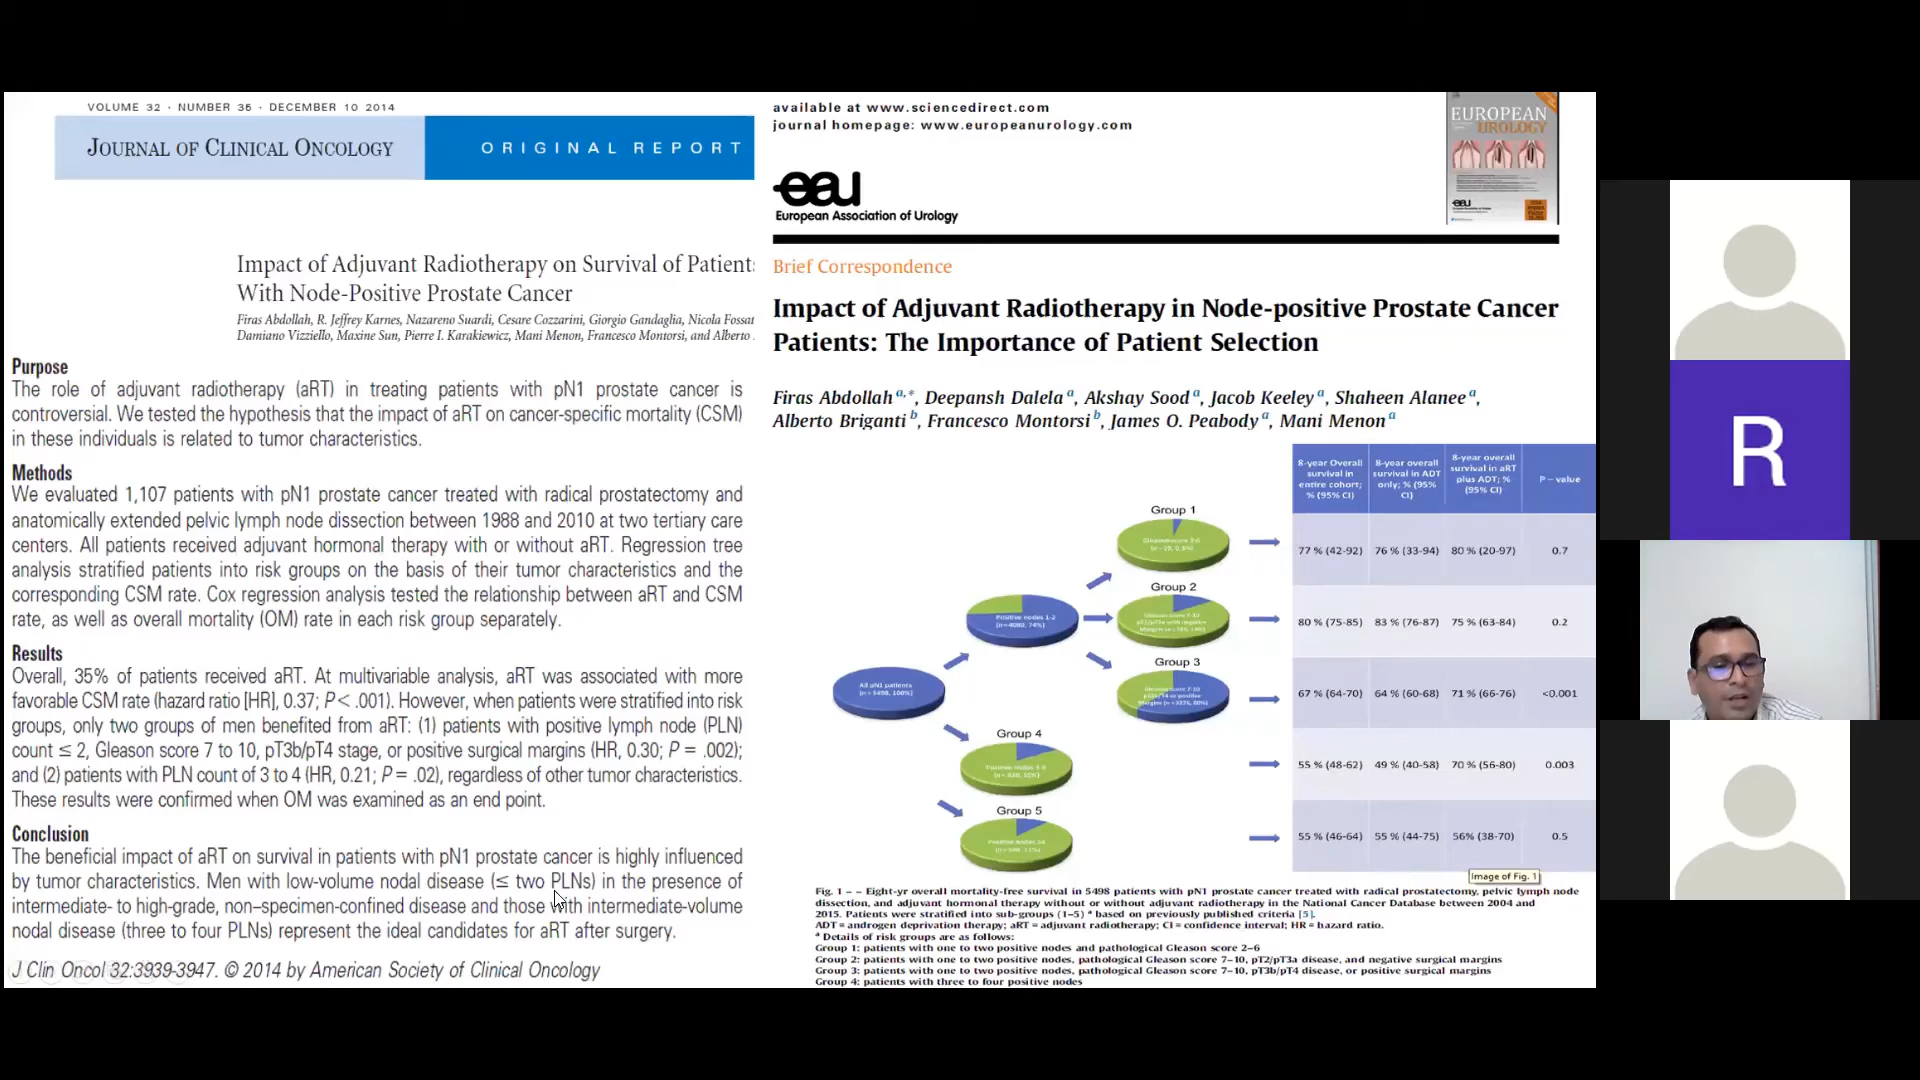 VOLUME 32 · NUMBER 35 · DECEMBER 10 2014
JOURNAL OF CLINICAL ONCOLOGY
ORIGINAL REPORT
Impact of Adjuvant Radiotherapy on Survival of Patients
With Node-Positive Prostate Cancer
Firas Abdollah, R. Jeffrey Karnes, Nazareno Suardi, Cesare Cozzarini, Giorgio Gandaglia, Nicola Fossat
Damiano Vizziello, Maxine Sun, Pierre I. Karakiewicz, Mani Menon, Francesco Montorsi, and Alberto
Purpose
The role of adjuvant radiotherapy (aRT) in treating patients with pN1 prostate cancer is
controversial. We tested the hypothesis that the impact of aRT on cancer-specific mortality (CSM)
in these individuals is related to tumor characteristics.
Methods
We evaluated 1,107 patients with pN1 prostate cancer treated with radical prostatectomy and
anatomically extended pelvic lymph node dissection between 1988 and 2010 at two tertiary care
centers. All patients received adjuvant hormonal therapy with or without aRT. Regression tree
analysis stratified patients into risk groups on the basis of their tumor characteristics and the
corresponding CSM rate. Cox regression analysis tested the relationship between aRT and CSM
rate, as well as overall mortality (OM) rate in each risk group separately.
Results
Overall, 35% of patients received aRT. At multivariable analysis, aRT was associated with more
favorable CSM rate (hazard ratio [HR], 0.37; P < .001). However, when patients were stratified into risk
groups, only two groups of men benefited from aRT: (1) patients with positive lymph node (PLN)
count ≤ 2, Gleason score 7 to 10, pT3b/pT4 stage, or positive surgical margins (HR, 0.30; P = .002);
and (2) patients with PLN count of 3 to 4 (HR, 0.21; P = .02), regardless of other tumor characteristics.
These results were confirmed when OM was examined as an end point.
Conclusion
The beneficial impact of aRT on survival in patients with pN1 prostate cancer is highly influenced
by tumor characteristics. Men with low-volume nodal disease (≤ two PLNs) in the presence of
intermediate- to high-grade, non–specimen-confined disease and those with intermediate-volume
nodal disease (three to four PLNs) represent the ideal candidates for aRT after surgery.
J Clin Oncol 32:3939-3947. © 2014 by American Society of Clinical Oncology
available at www.sciencedirect.com
journal homepage: www.europeanurology.com
EUROPEAN
UROLOGY
eau
European Association of Urology
Brief Correspondence
Impact of Adjuvant Radiotherapy in Node-positive Prostate Cancer
Patients: The Importance of Patient Selection
Firas Abdollah a,*, Deepansh Dalela a, Akshay Sood a, Jacob Keeley a, Shaheen Alanee a,
Alberto Briganti b, Francesco Montorsi b, James O. Peabody a, Mani Menon a
8-year Overall survival in entire cohort; % (95% CI)
8-year overall survival in ADT only; % (95% CI)
8-year overall survival in aRT plus ADT; % (95% CI)
P – value
Group 1
77 % (42-92) 76 % (33-94) 80 % (20-97) 0.7
Group 2
Positive nodes 1-2
(n=4080, 74%)
80 % (75-85) 83 % (76-87) 75 % (63-84) 0.2
Group 3
All pN1 patients
(n = 5498, 100%)
67 % (64-70) 64 % (60-68) 71 % (66-76) <0.001
Group 4
55 % (48-62) 49 % (40-58) 70 % (56-80) 0.003
Group 5
55 % (46-64) 55 % (44-75) 56% (38-70) 0.5
Image of Fig. 1
Fig. 1 – – Eight-yr overall mortality-free survival in 5498 patients with pN1 prostate cancer treated with radical prostatectomy, pelvic lymph node
dissection, and adjuvant hormonal therapy without or without adjuvant radiotherapy in the National Cancer Database between 2004 and
2015. Patients were stratified into sub-groups (1–5) a based on previously published criteria [5].
ADT = androgen deprivation therapy; aRT = adjuvant radiotherapy; CI = confidence interval; HR = hazard ratio.
a Details of risk groups are as follows:
Group 1: patients with one to two positive nodes and pathological Gleason score 2–6
Group 2: patients with one to two positive nodes, pathological Gleason score 7–10, pT2/pT3a disease, and negative surgical margins
Group 3: patients with one to two positive nodes, pathological Gleason score 7–10, pT3b/pT4 disease, or positive surgical margins
Group 4: patients with three to four positive nodes
R